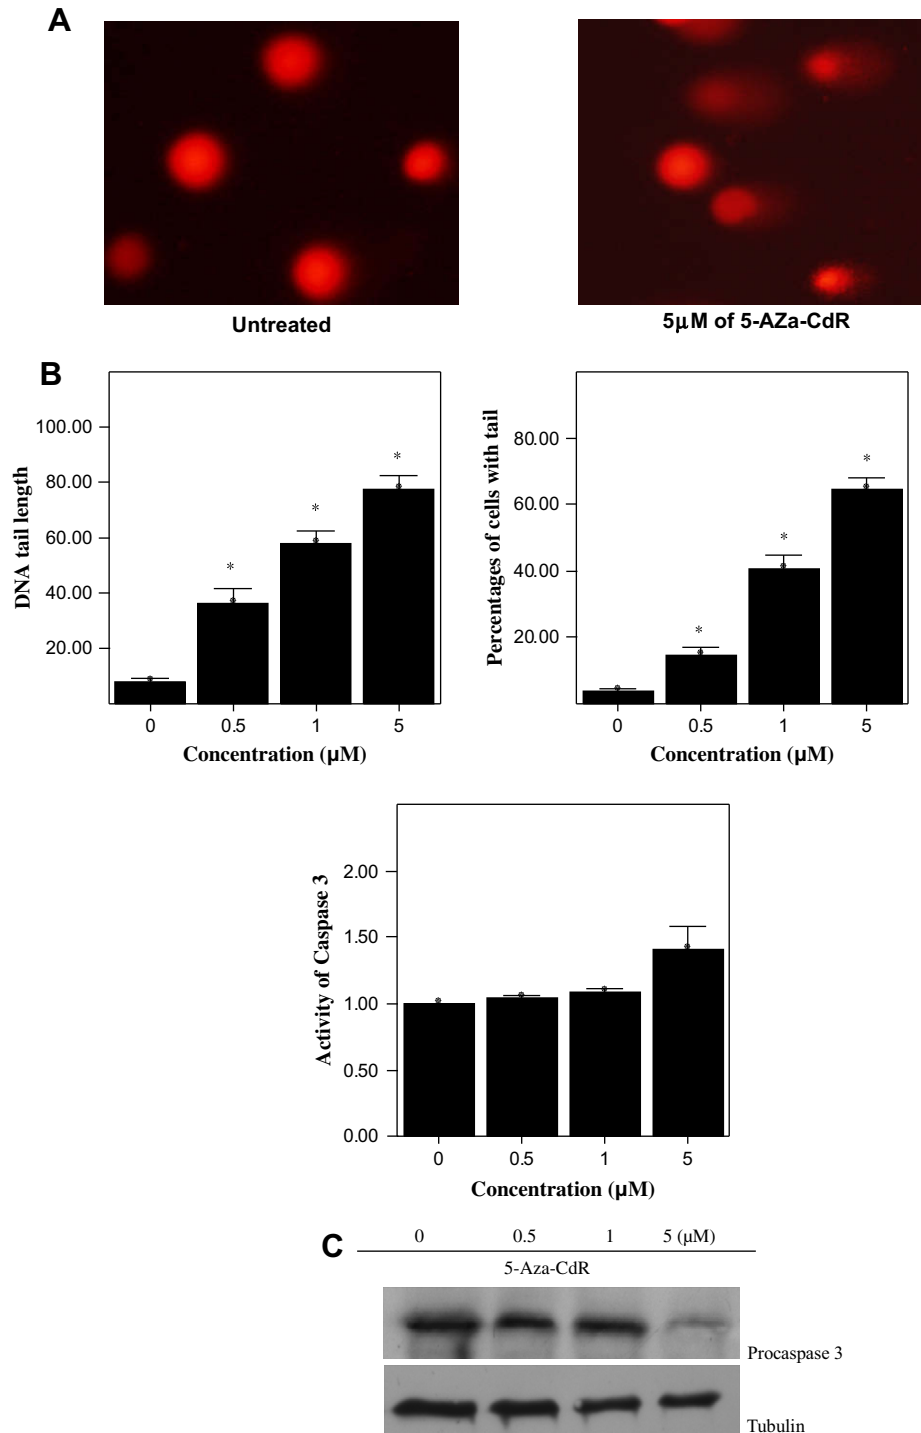 A
Untreated
5μM of 5-AZa-CdR
B
DNA tail length
100.00
80.00
60.00
40.00
20.00
*
*
*
0 0.5 1 5
Concentration (μM)
Percentages of cells with tail
80.00
60.00
40.00
20.00
*
*
*
0 0.5 1 5
Concentration (μM)
Activity of Caspase 3
2.00
1.50
1.00
0.50
0.00
0 0.5 1 5
Concentration (μM)
C
0 0.5 1 5 (μM)
5-Aza-CdR
Procaspase 3
Tubulin